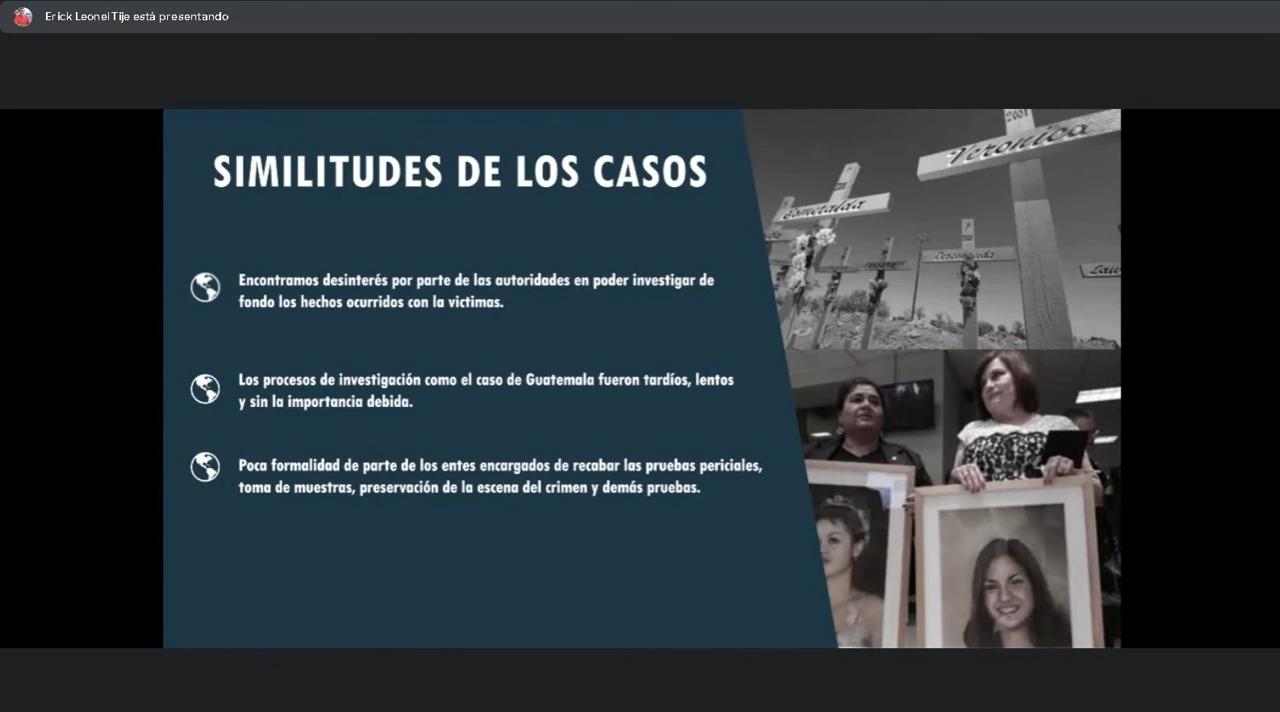 Erick Leonel Tije está presentando
SIMILITUDES DE LOS CASOS
Encontramos desinterés por parte de las autoridades en poder investigar de
fondo los hechos ocurridos con la victimas.
Los procesos de investigación como el caso de Guatemala fueron tardíos, lentos
y sin la importancia debida.
Poca formalidad de parte de los entes encargados de recabar las pruebas periciales,
toma de muestras, preservación de la escena del crimen y demás pruebas.
2001
Veronica
Esmeralda
Desconocida